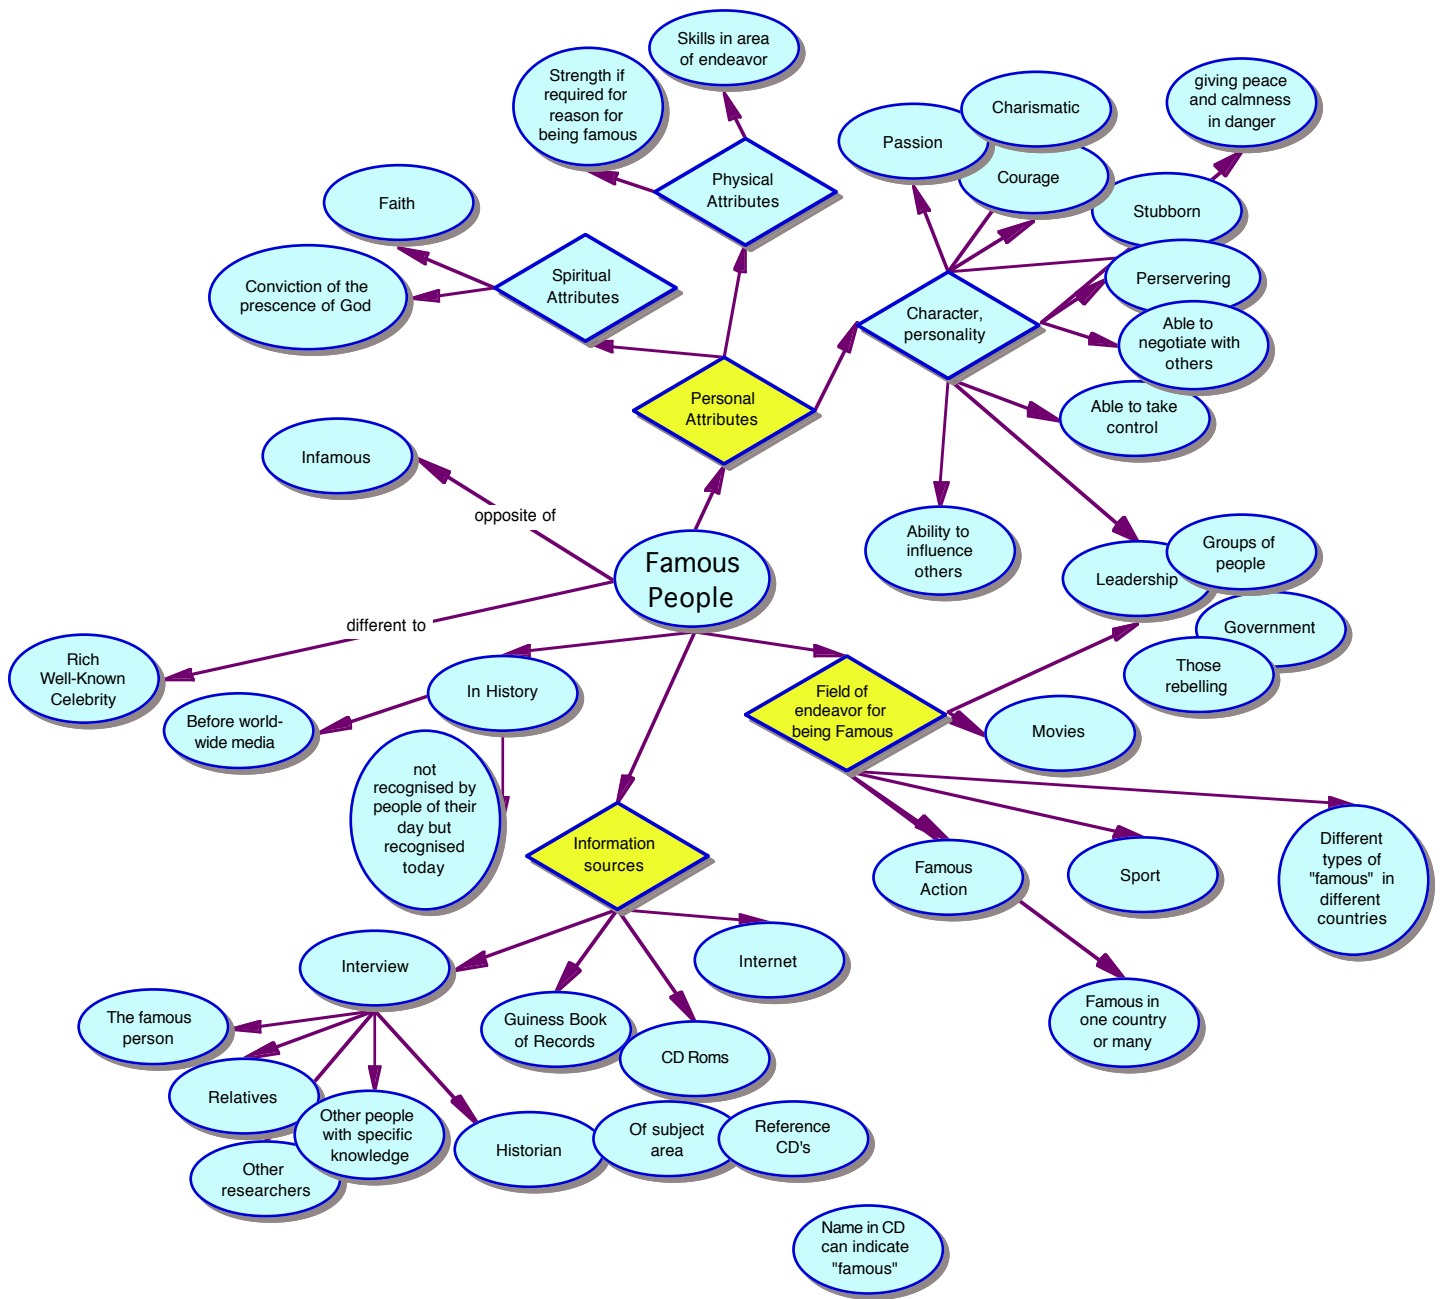 Skills in area
of endeavor
Strength if
required for
reason for
being famous
giving peace
and calmness
in danger
Charismatic
Passion
Courage
Physical
Attributes
Faith
Stubborn
Spiritual
Attributes
Conviction of the
prescence of God
Perservering
Character,
personality
Able to
negotiate with
others
Personal
Attributes
Able to take
control
Infamous
opposite of
Ability to
influence
others
Famous
People
Groups of
people
Leadership
different to
Government
Rich
Well-Known
Celebrity
Those
rebelling
In History
Field of
endeavor for
being Famous
Before world-
wide media
Movies
not
recognised by
people of their
day but
recognised
today
Information
sources
Famous
Action
Sport
Different
types of
"famous" in
different
countries
Interview
Internet
The famous
person
Guiness Book
of Records
CD Roms
Famous in
one country
or many
Relatives
Other people
with specific
knowledge
Historian
Of subject
area
Reference
CD's
Other
researchers
Name in CD
can indicate
"famous"